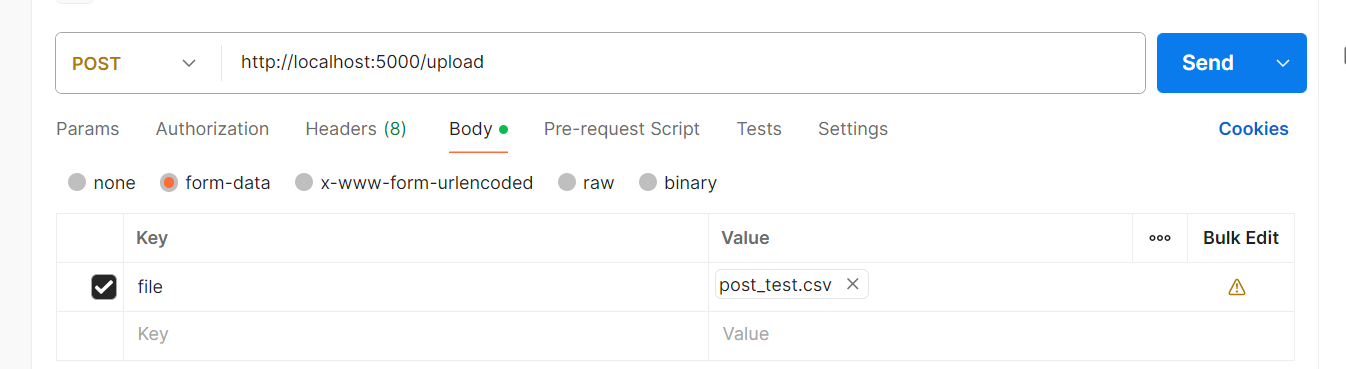 POST http://localhost:5000/upload Send
Params Authorization Headers (8) Body Pre-request Script Tests Settings Cookies
none form-data x-www-form-urlencoded raw binary
Key Value ooo Bulk Edit
file post_test.csv
Key Value